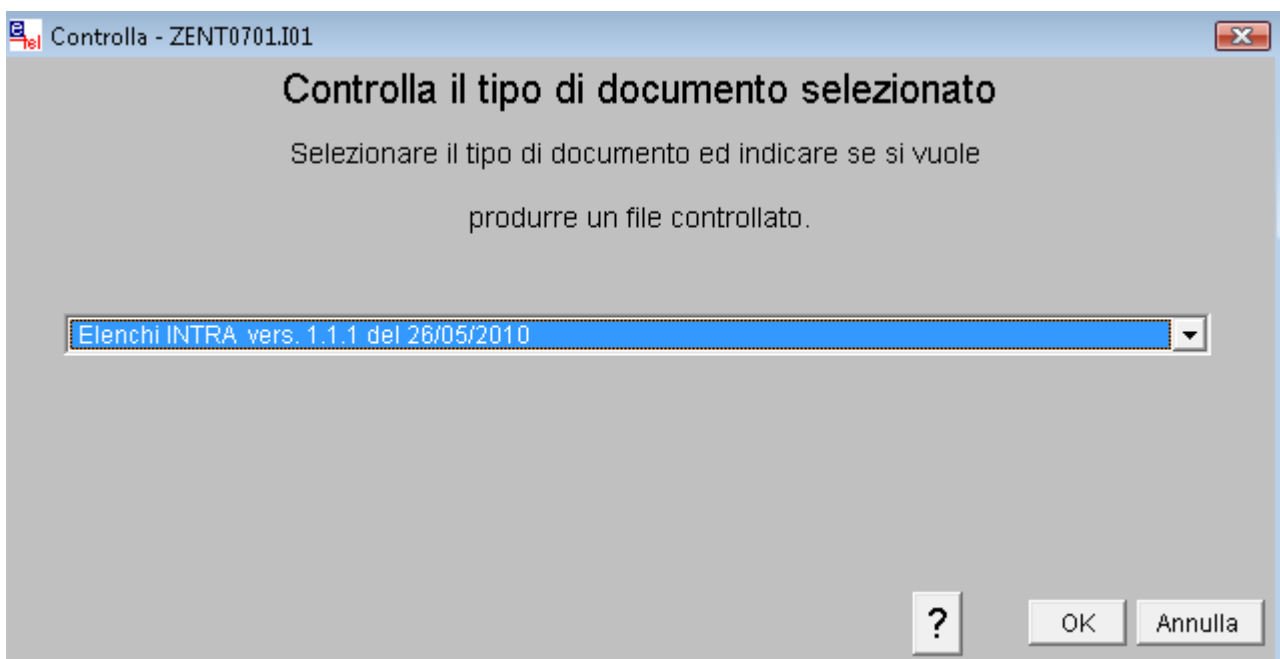 e
tel
Controlla - ZENT0701.I01
Controlla il tipo di documento selezionato
Selezionare il tipo di documento ed indicare se si vuole
produrre un file controllato.
Elenchi INTRA vers. 1.1.1 del 26/05/2010
?
OK
Annulla